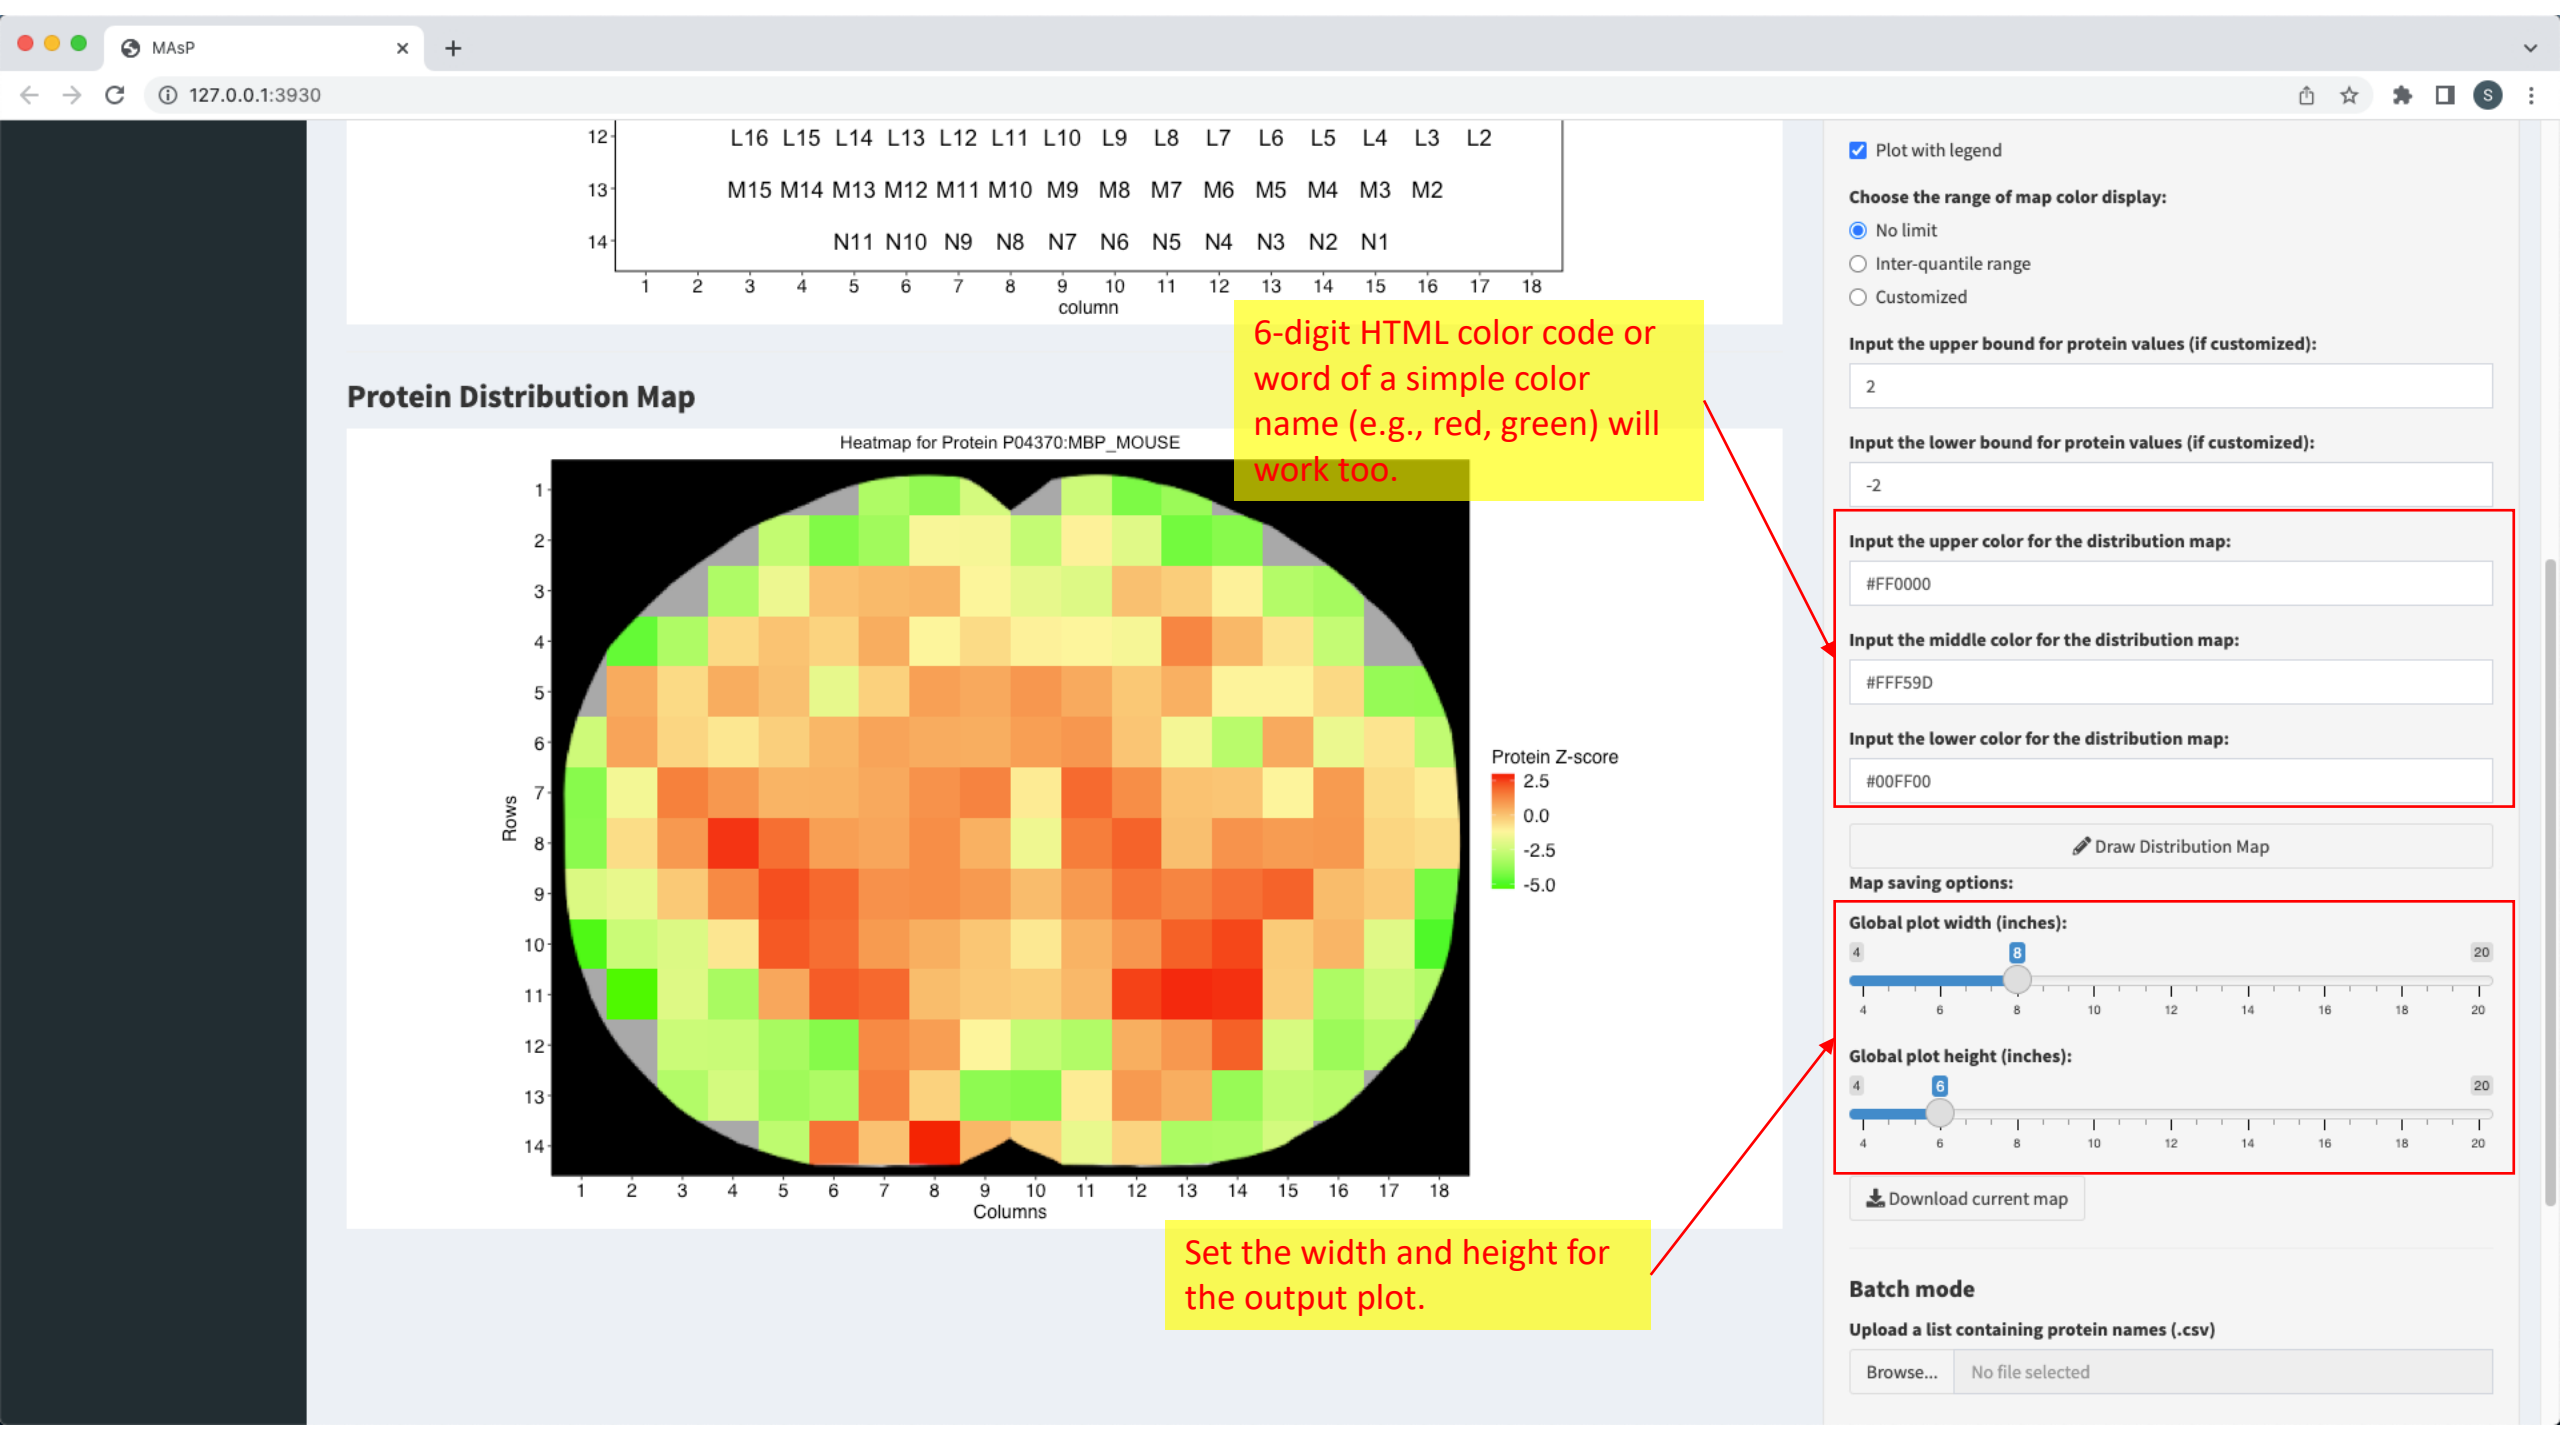 MAsP
127.0.0.1:3930
S
12 L16 L15 L14 L13 L12 L11 L10 L9 L8 L7 L6 L5 L4 L3 L2
13 M15 M14 M13 M12 M11 M10 M9 M8 M7 M6 M5 M4 M3 M2
14 N11 N10 N9 N8 N7 N6 N5 N4 N3 N2 N1
1 2 3 4 5 6 7 8 9 10 11 12 13 14 15 16 17 18
column
6-digit HTML color code or
word of a simple color
name (e.g., red, green) will
work too.
Protein Distribution Map
Heatmap for Protein P04370:MBP_MOUSE
1
2
3
4
5
6
7
8
9
10
11
12
13
14
Rows
1 2 3 4 5 6 7 8 9 10 11 12 13 14 15 16 17 18
Columns
Protein Z-score
2.5
0.0
-2.5
-5.0
Set the width and height for
the output plot.
Plot with legend
Choose the range of map color display:
No limit
Inter-quantile range
Customized
Input the upper bound for protein values (if customized):
2
Input the lower bound for protein values (if customized):
-2
Input the upper color for the distribution map:
#FF0000
Input the middle color for the distribution map:
#FFF59D
Input the lower color for the distribution map:
#00FF00
Draw Distribution Map
Map saving options:
Global plot width (inches):
4 8 20
4 6 8 10 12 14 16 18 20
Global plot height (inches):
4 6 20
4 6 8 10 12 14 16 18 20
Download current map
Batch mode
Upload a list containing protein names (.csv)
Browse... No file selected